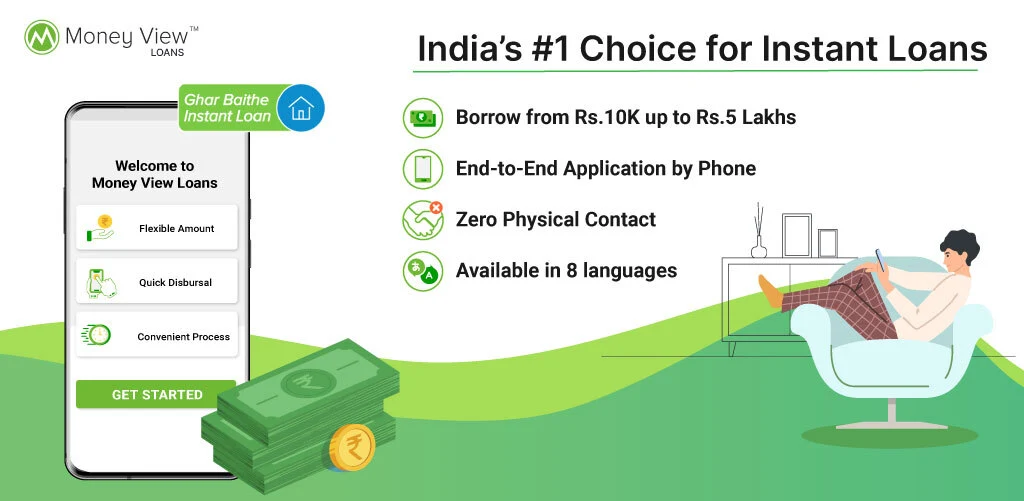 Money View™
LOANS
India's #1 Choice for Instant Loans
Ghar Baithe
Instant Loan
Welcome to
Money View Loans
Flexible Amount
Quick Disbursal
Convenient Process
GET STARTED
Borrow from Rs.10K up to Rs.5 Lakhs
End-to-End Application by Phone
Zero Physical Contact
Available in 8 languages
あ
A